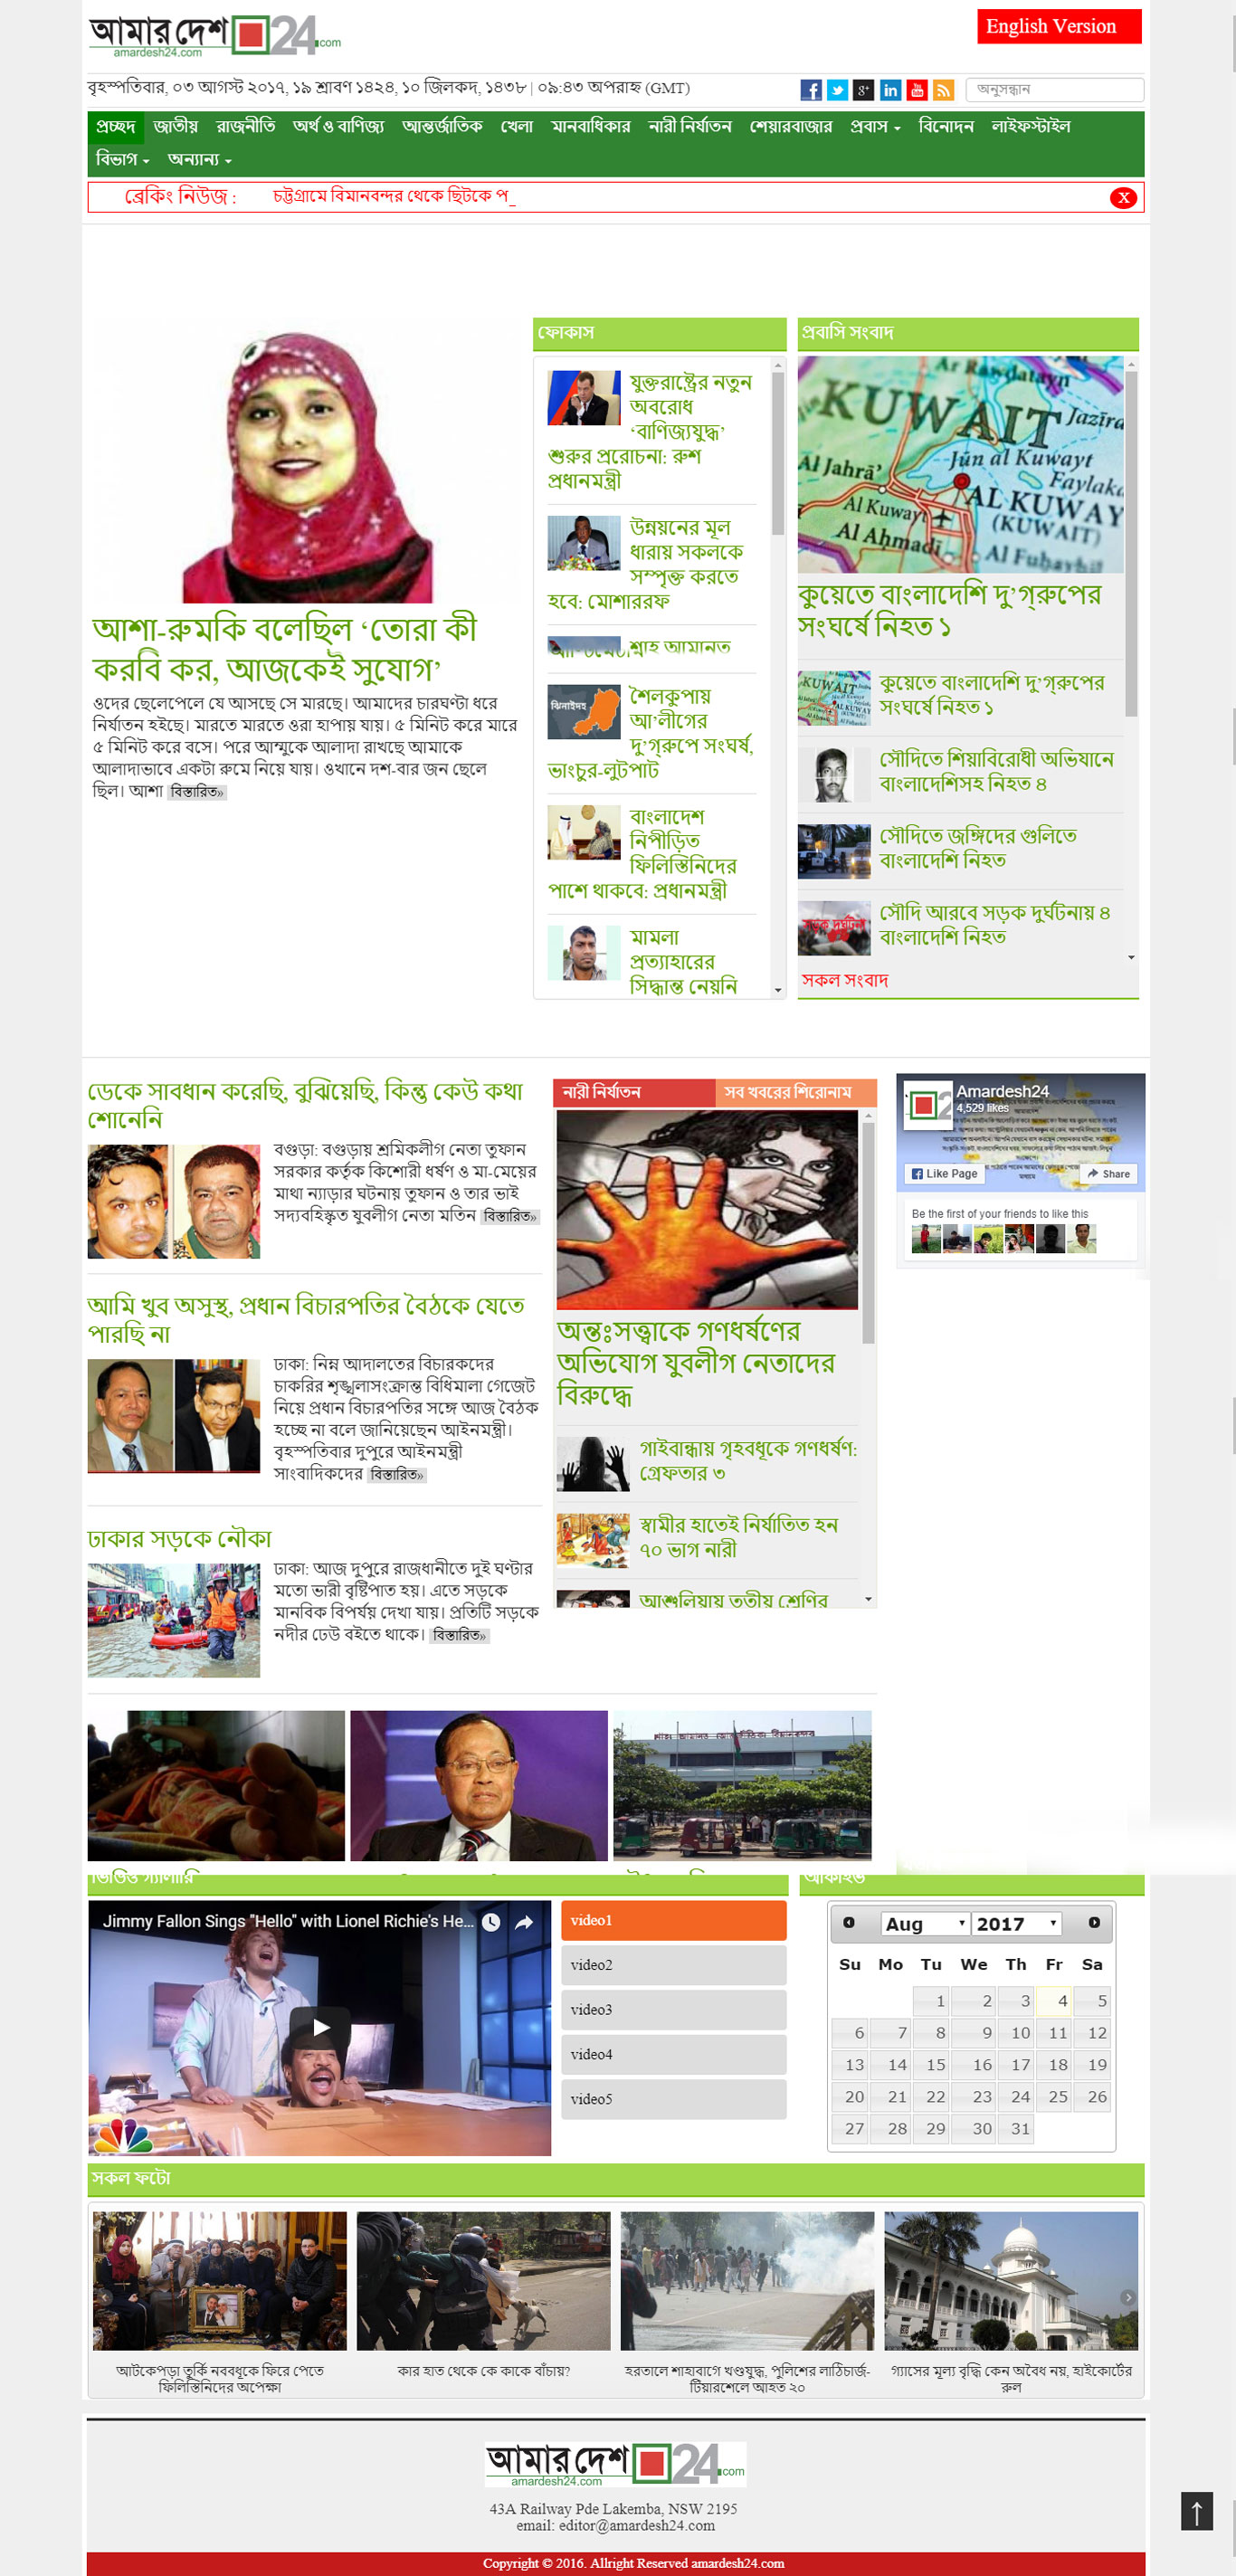 আমার দেশ 24.com
amardesh24.com
English Version
বৃহস্পতিবার, ০৩ আগস্ট ২০১৭, ১৯ শ্রাবণ ১৪২৪, ১০ জিলকদ, ১৪৩৮ | ০৯:৪৩ অপরাহ্ন (GMT)
অনুসন্ধান
প্রচ্ছদ জাতীয় রাজনীতি অর্থ ও বাণিজ্য আন্তর্জাতিক খেলা মানবাধিকার নারী নির্যাতন শেয়ারবাজার প্রবাস বিনোদন লাইফস্টাইল
বিভাগ অন্যান্য
ব্রেকিং নিউজ : চট্টগ্রামে বিমানবন্দর থেকে ছিটকে প_
X
আশা-রুমকি বলেছিল ‘তোরা কী
করবি কর, আজকেই সুযোগ’
ওদের ছেলেপেলে যে আসছে সে মারছে। আমাদের চারঘণ্টা ধরে
নির্যাতন হইছে। মারতে মারতে ওরা হাপায় যায়। ৫ মিনিট করে মারে
৫ মিনিট করে বসে। পরে আম্মুকে আলাদা রাখছে আমাকে
আলাদাভাবে একটা রুমে নিয়ে যায়। ওখানে দশ-বার জন ছেলে
ছিল। আশা বিস্তারিত»
ফোকাস
যুক্তরাষ্ট্রের নতুন
অবরোধ
‘বাণিজ্যযুদ্ধ’
শুরুর প্ররোচনা: রুশ
প্রধানমন্ত্রী
উন্নয়নের মূল
ধারায় সকলকে
সম্পৃক্ত করতে
হবে: মোশাররফ
শাহ আমানত
ঝিনাইদহ
শৈলকুপায়
আ’লীগের
দু’গ্রুপে সংঘর্ষ,
ভাংচুর-লুটপাট
বাংলাদেশ
নিপীড়িত
ফিলিস্তিনিদের
পাশে থাকবে: প্রধানমন্ত্রী
মামলা
প্রত্যাহারের
সিদ্ধান্ত নেয়নি
প্রবাসি সংবাদ
Ar Rawdatayn
KUWAIT
Jazīra
Al Jahrā’
Jūn al Kuwayt
Faylaka
AL KUWAY
Al Kuway
(KUWAIT)
Al Ahmadi
Al Fuhayhil
কুয়েতে বাংলাদেশি দু’গ্রুপের
সংঘর্ষে নিহত ১
KUWAIT
কুয়েতে বাংলাদেশি দু’গ্রুপের
সংঘর্ষে নিহত ১
সৌদিতে শিয়াবিরোধী অভিযানে
বাংলাদেশিসহ নিহত ৪
সৌদিতে জঙ্গিদের গুলিতে
বাংলাদেশি নিহত
সড়ক দুর্ঘটনা
সৌদি আরবে সড়ক দুর্ঘটনায় ৪
বাংলাদেশি নিহত
সকল সংবাদ
ডেকে সাবধান করেছি, বুঝিয়েছি, কিন্তু কেউ কথা
শোনেনি
বগুড়া: বগুড়ায় শ্রমিকলীগ নেতা তুফান
সরকার কর্তৃক কিশোরী ধর্ষণ ও মা-মেয়ের
মাথা ন্যাড়ার ঘটনায় তুফান ও তার ভাই
সদ্যবহিষ্কৃত যুবলীগ নেতা মতিন বিস্তারিত»
আমি খুব অসুস্থ, প্রধান বিচারপতির বৈঠকে যেতে
পারছি না
ঢাকা: নিম্ন আদালতের বিচারকদের
চাকরির শৃঙ্খলাসংক্রান্ত বিধিমালা গেজেট
নিয়ে প্রধান বিচারপতির সঙ্গে আজ বৈঠক
হচ্ছে না বলে জানিয়েছেন আইনমন্ত্রী।
বৃহস্পতিবার দুপুরে আইনমন্ত্রী
সাংবাদিকদের বিস্তারিত»
ঢাকার সড়কে নৌকা
ঢাকা: আজ দুপুরে রাজধানীতে দুই ঘণ্টার
মতো ভারী বৃষ্টিপাত হয়। এতে সড়কে
মানবিক বিপর্যয় দেখা যায়। প্রতিটি সড়কে
নদীর ঢেউ বইতে থাকে। বিস্তারিত»
নারী নির্যাতন সব খবরের শিরোনাম
অন্তঃসত্ত্বাকে গণধর্ষণের
অভিযোগ যুবলীগ নেতাদের
বিরুদ্ধে
গাইবান্ধায় গৃহবধূকে গণধর্ষণ:
গ্রেফতার ৩
স্বামীর হাতেই নির্যাতিত হন
৭০ ভাগ নারী
আশুলিয়ায় তৃতীয় শ্রেণির
Amardesh24
4,529 likes
Like Page Share
Be the first of your friends to like this
ভিডিও গ্যালারি
Jimmy Fallon Sings "Hello" with Lionel Richie's He...
video1
video2
video3
video4
video5
আর্কাইভ
Aug 2017
Su Mo Tu We Th Fr Sa
1 2 3 4 5
6 7 8 9 10 11 12
13 14 15 16 17 18 19
20 21 22 23 24 25 26
27 28 29 30 31
সকল ফটো
আটকেপড়া তুর্কি নববধূকে ফিরে পেতে
ফিলিস্তিনিদের অপেক্ষা
কার হাত থেকে কে কাকে বাঁচায়?
হরতালে শাহাবাগে খণ্ডযুদ্ধ, পুলিশের লাঠিচার্জ-
টিয়ারশেলে আহত ২০
গ্যাসের মূল্য বৃদ্ধি কেন অবৈধ নয়, হাইকোর্টের
রুল
আমার দেশ 24.com
amardesh24.com
43A Railway Pde Lakemba, NSW 2195
email: editor@amardesh24.com
Copyright © 2016. Allright Reserved amardesh24.com